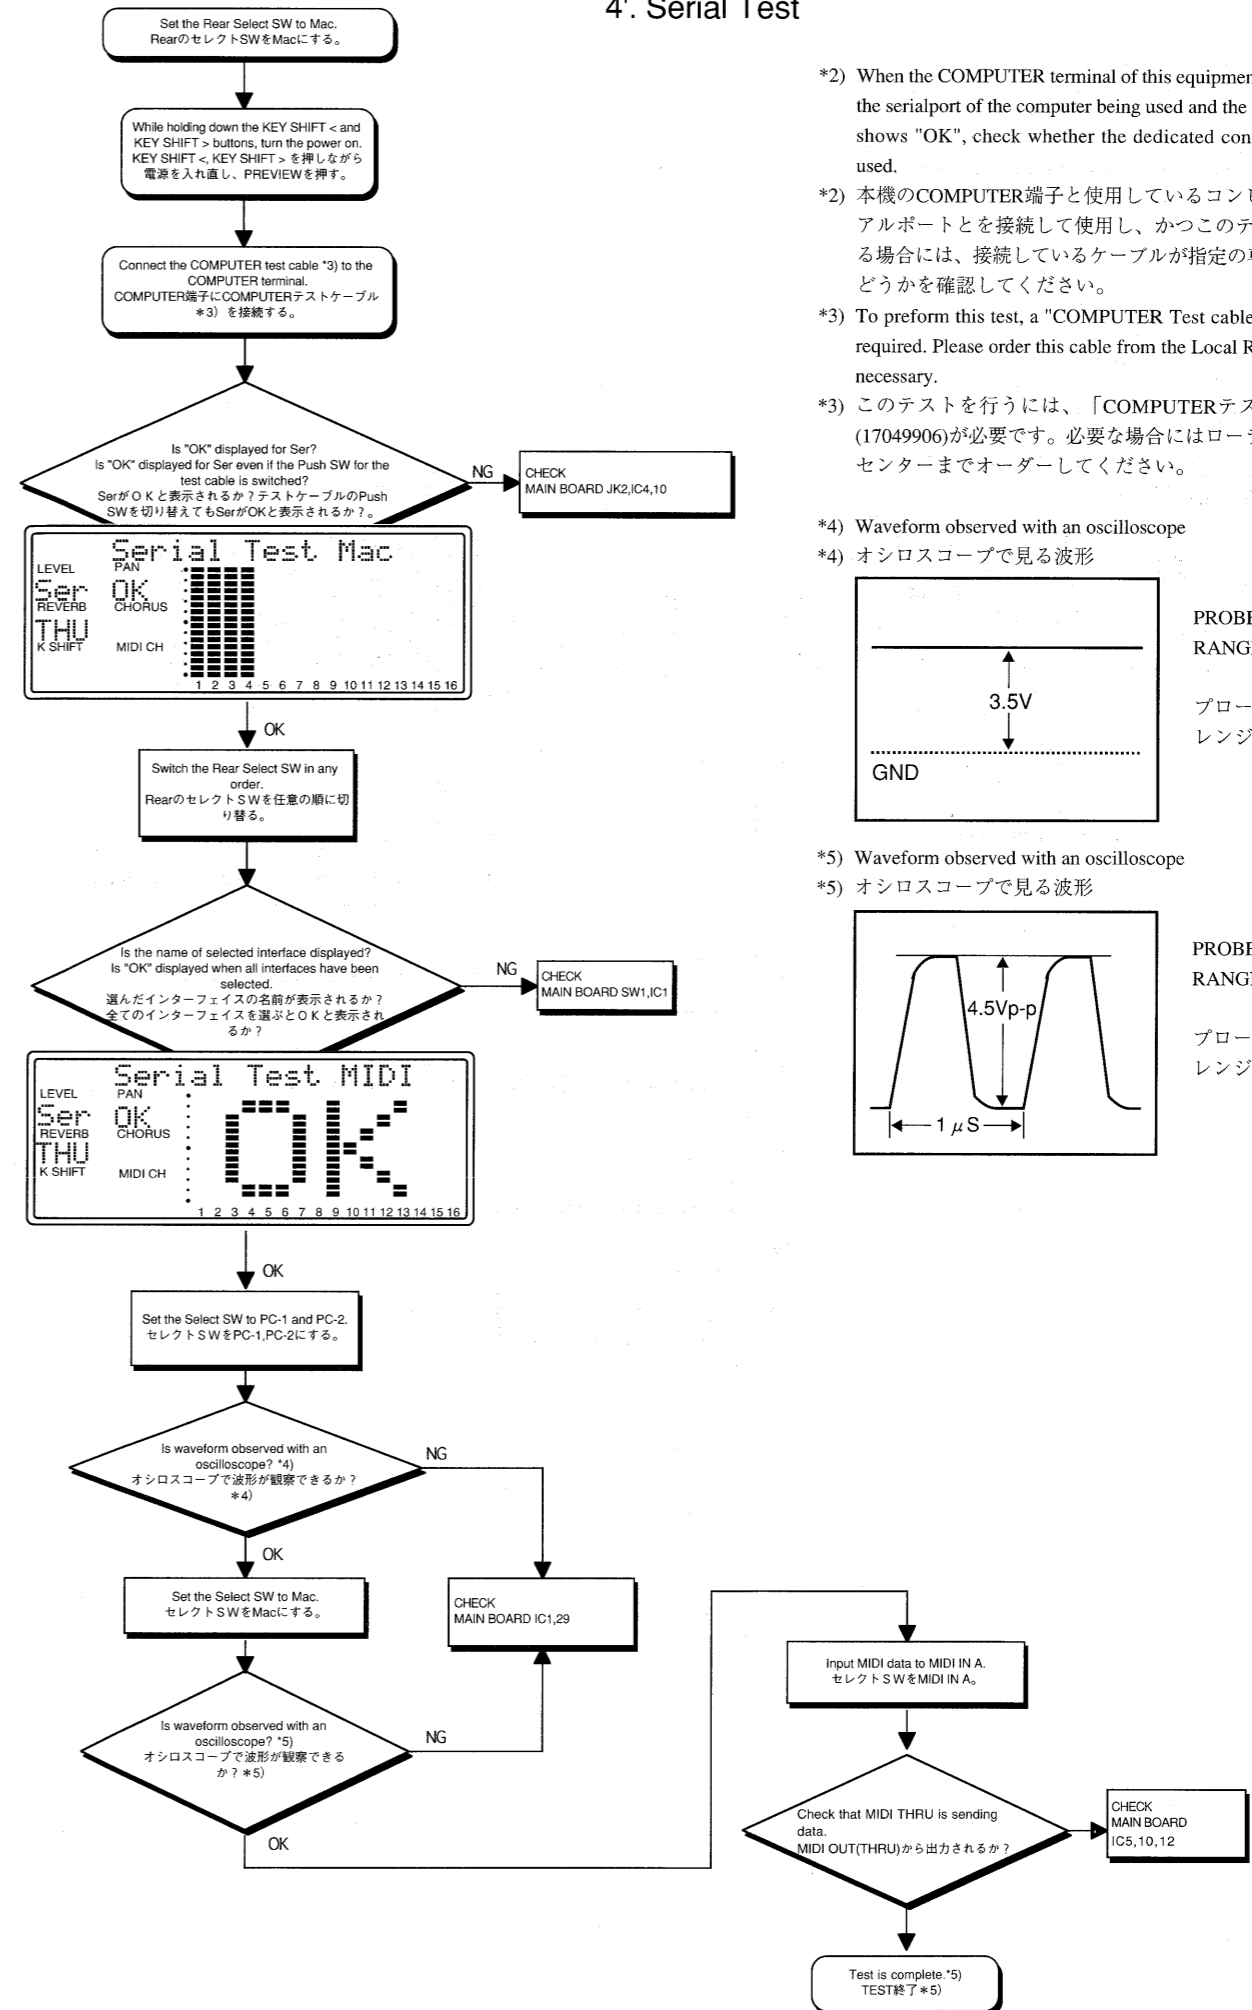 4'. Serial Test
Set the Rear Select SW to Mac.
RearのセレクトSWをMacにする。
While holding down the KEY SHIFT < and
KEY SHIFT > buttons, turn the power on.
KEY SHIFT <, KEY SHIFT > を押しながら
電源を入れ直し、PREVIEWを押す。
Connect the COMPUTER test cable *3) to the
COMPUTER terminal.
COMPUTER端子にCOMPUTERテストケーブル
＊3）を接続する。
Is "OK" displayed for Ser?
Is "OK" displayed for Ser even if the Push SW for the
test cable is switched?
SerがＯＫと表示されるか？テストケーブルのPush
SWを切り替えてもSerがOKと表示されるか？。
NG
CHECK
MAIN BOARD JK2,IC4,10
Serial Test Mac
LEVEL PAN
Ser OK
REVERB CHORUS
THU
K SHIFT MIDI CH
1 2 3 4 5 6 7 8 9 10 11 12 13 14 15 16
OK
Switch the Rear Select SW in any
order.
RearのセレクトＳＷを任意の順に切
り替る。
Is the name of selected interface displayed?
Is "OK" displayed when all interfaces have been
selected.
選んだインターフェイスの名前が表示されるか？
全てのインターフェイスを選ぶとＯＫと表示され
るか？
NG
CHECK
MAIN BOARD SW1,IC1
Serial Test MIDI
LEVEL PAN
Ser OK
REVERB CHORUS
THU
K SHIFT MIDI CH
OK
1 2 3 4 5 6 7 8 9 10 11 12 13 14 15 16
OK
Set the Select SW to PC-1 and PC-2.
セレクトＳＷをPC-1,PC-2にする。
Is waveform observed with an
oscilloscope? *4)
オシロスコープで波形が観察できるか？
＊4)
NG
OK
Set the Select SW to Mac.
セレクトＳＷをMacにする。
CHECK
MAIN BOARD IC1,29
Is waveform observed with an
oscilloscope? *5)
オシロスコープで波形が観察できる
か？＊5)
NG
OK
Input MIDI data to MIDI IN A.
セレクトＳＷをMIDI IN A。
Check that MIDI THRU is sending
data.
MIDI OUT(THRU)から出力されるか？
CHECK
MAIN BOARD
IC5,10,12
Test is complete.*5)
TEST終了＊5)
*2) When the COMPUTER terminal of this
the serialport of the computer being used and the
shows "OK", check whether the dedicated
used.
*2) 本機のCOMPUTER端子と使用しているコン
アルポートとを接続して使用し、かつこのテ
る場合には、接続しているケーブルが指定の
どうかを確認してください。
*3) To preform this test, a "COMPUTER Test cable
required. Please order this cable from the Local
necessary.
*3) このテストを行うには、「COMPUTERテス
(17049906)が必要です。必要な場合にはロー
センターまでオーダーしてください。
*4) Waveform observed with an oscilloscope
*4) オシロスコープで見る波形
3.5V
GND
PROBE
RANG
プロー
レンジ
*5) Waveform observed with an oscilloscope
*5) オシロスコープで見る波形
4.5Vp-p
1 μS
PROBE
RANG
プロー
レンジ